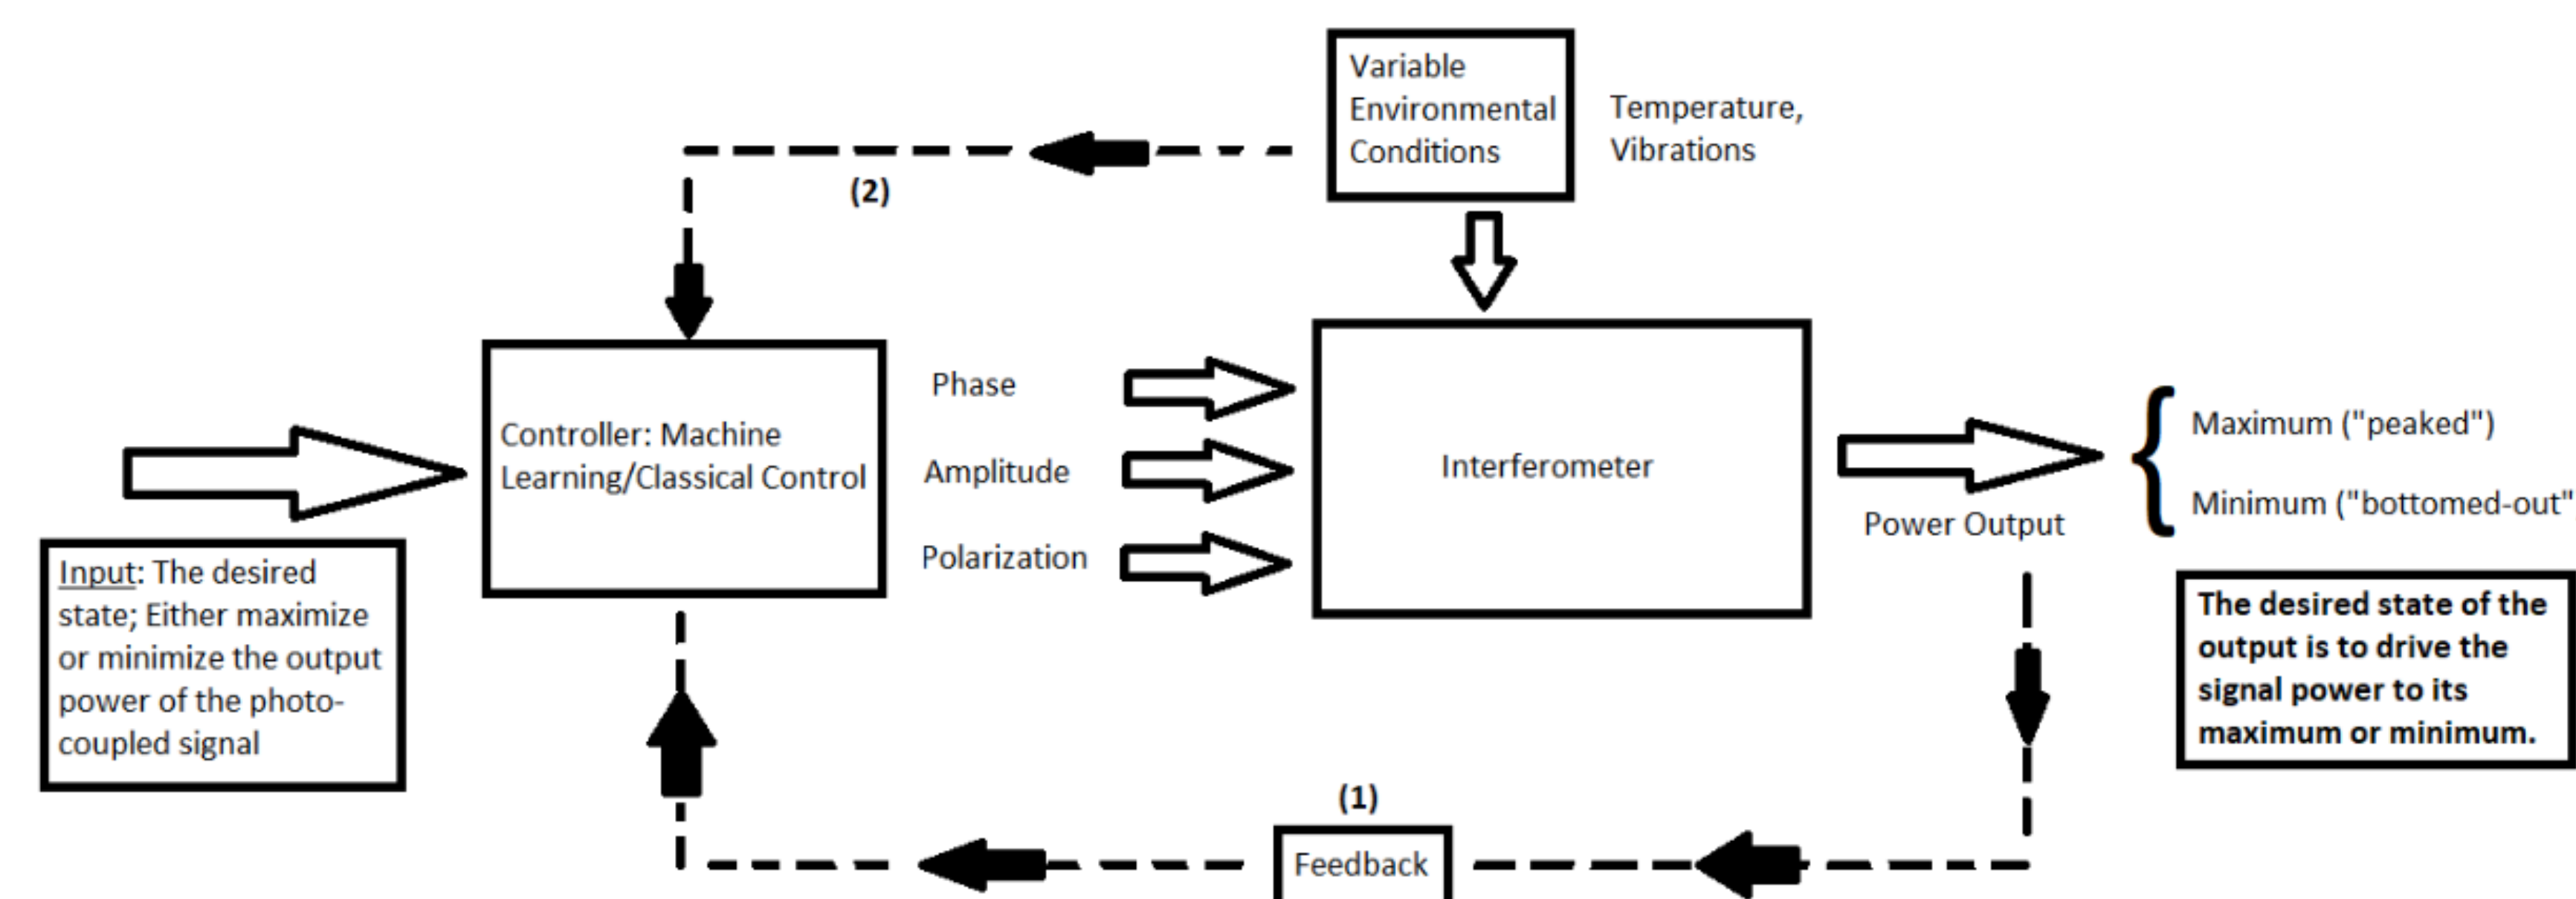 Variable
Environmental
Conditions
Temperature,
Vibrations
(2)
Controller: Machine
Learning/Classical Control
Phase
Amplitude
Polarization
Interferometer
Power Output
{
Maximum ("peaked")
Minimum ("bottomed-out"
Input: The desired
state; Either maximize
or minimize the output
power of the photo-
coupled signal
The desired state of the
output is to drive the
signal power to its
maximum or minimum.
(1)
Feedback